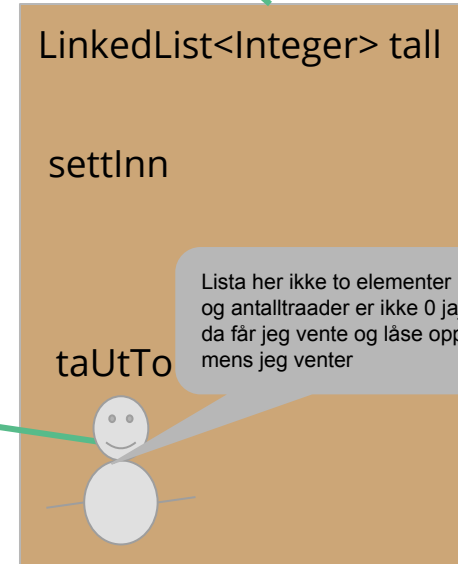 LinkedList<Integer> tall
settInn
Lista her ikke to elementer
og antalltraader er ikke 0
da får jeg vente og låse opp
mens jeg venter
taUtTo